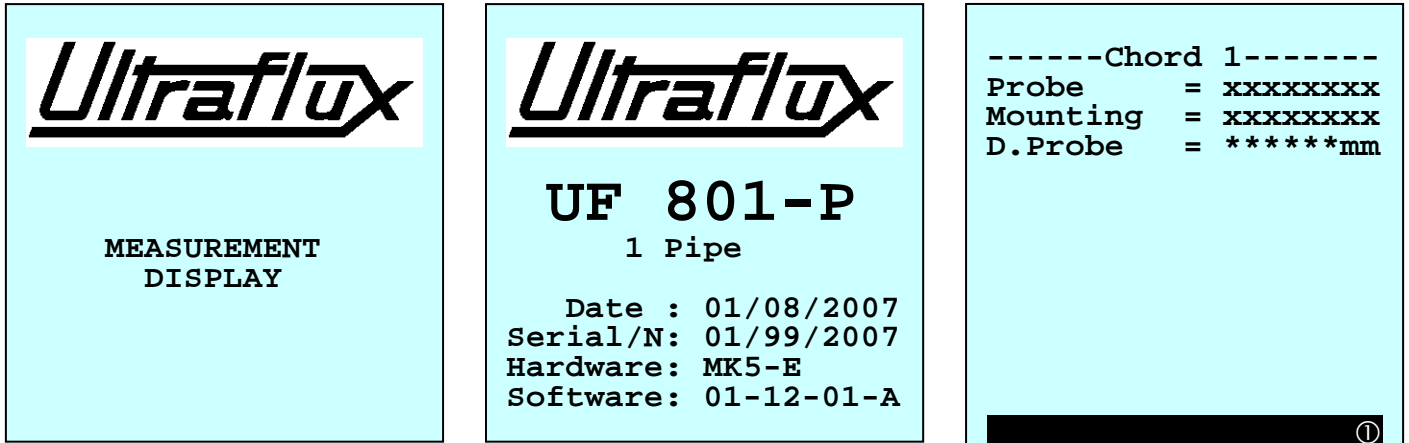 Ultraflux
MEASUREMENT
DISPLAY
Ultraflux
UF 801-P
1 Pipe
Date : 01/08/2007
Serial/N: 01/99/2007
Hardware: MK5-E
Software: 01-12-01-A
------Chord 1-------
Probe = xxxxxxxx
Mounting = xxxxxxxx
D.Probe = ******mm
①